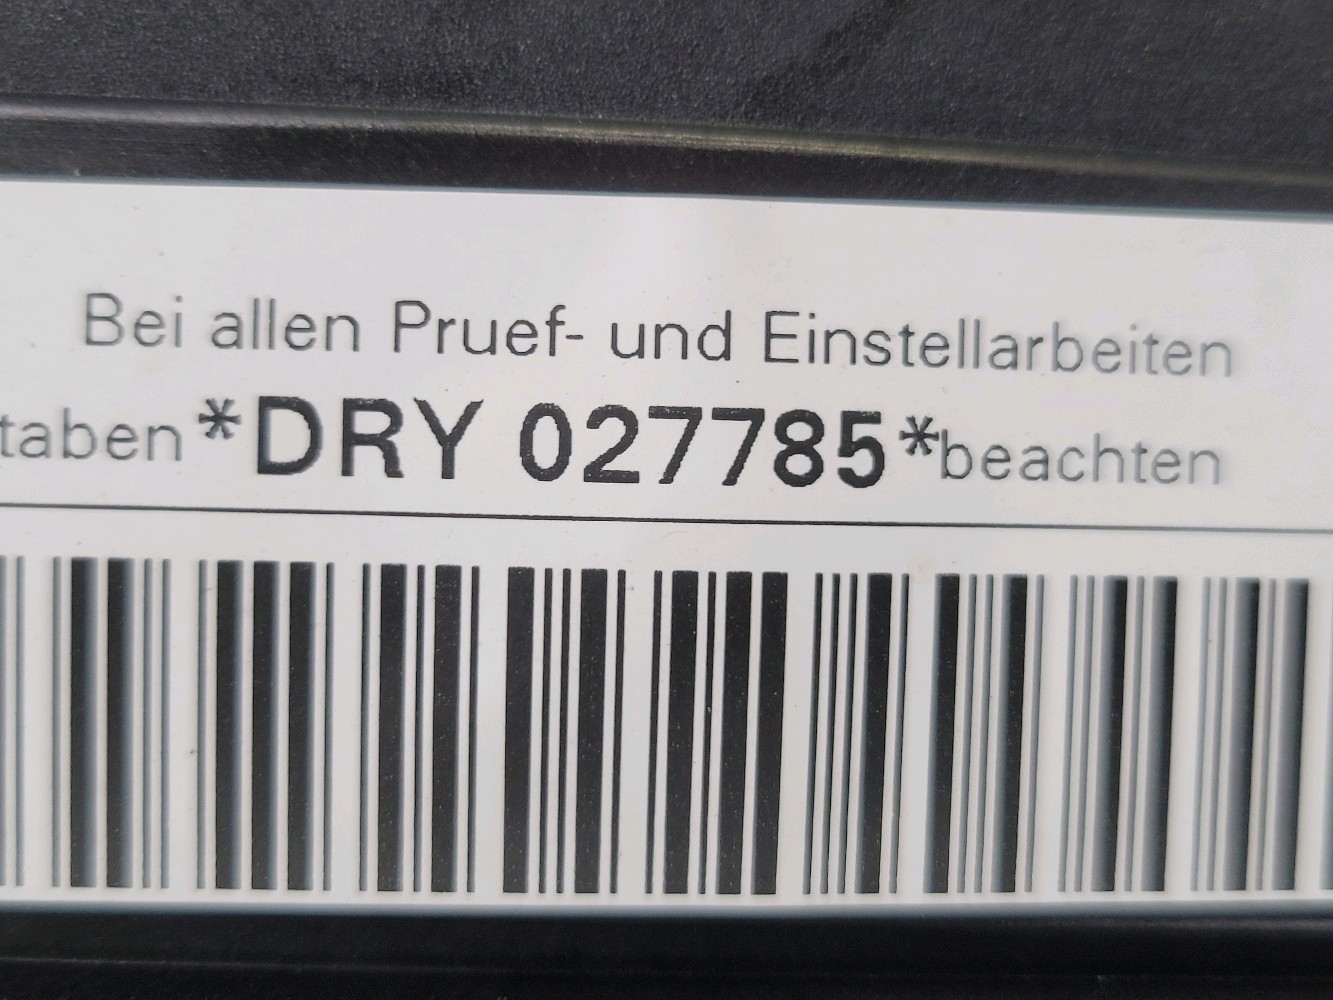 Bei allen Pruef- und Einstellarbeiten
taben *DRY 027785* beachten